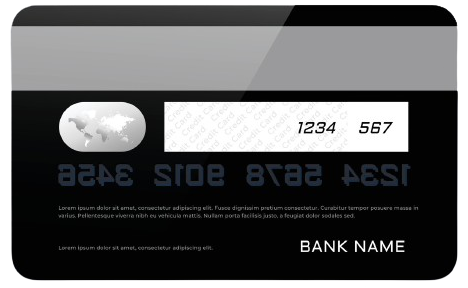 1234 567
1234 5678 9012 3456
Lorem ipsum dolor sit amet, consectetur adipiscing elit. Fusce dignissim pretium consectetur. Curabitur tempor posuere massa in
varius. Pellentesque viverra nibh eu vehicula mattis. Nullam porta facilisis justo, a feugiat dolor sodales sed.
Lorem ipsum dolor sit amet, consectetur adipiscing elit.
BANK NAME